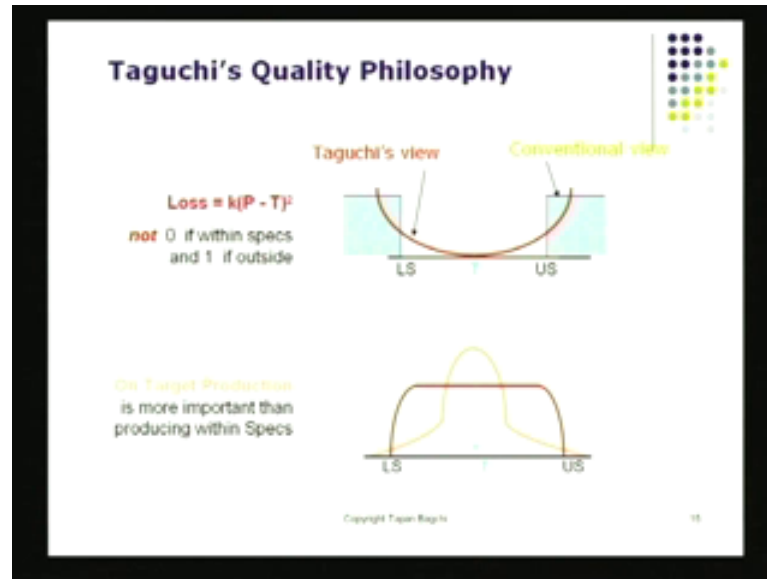 Taguchi's Quality Philosophy
Taguchi's view
Conventional view
Loss = k(P - T)²
not 0 if within specs
and 1 if outside
LS T US
On Target Production
is more important than
producing within Specs
LS T US
Copyright Tapan Bagchi